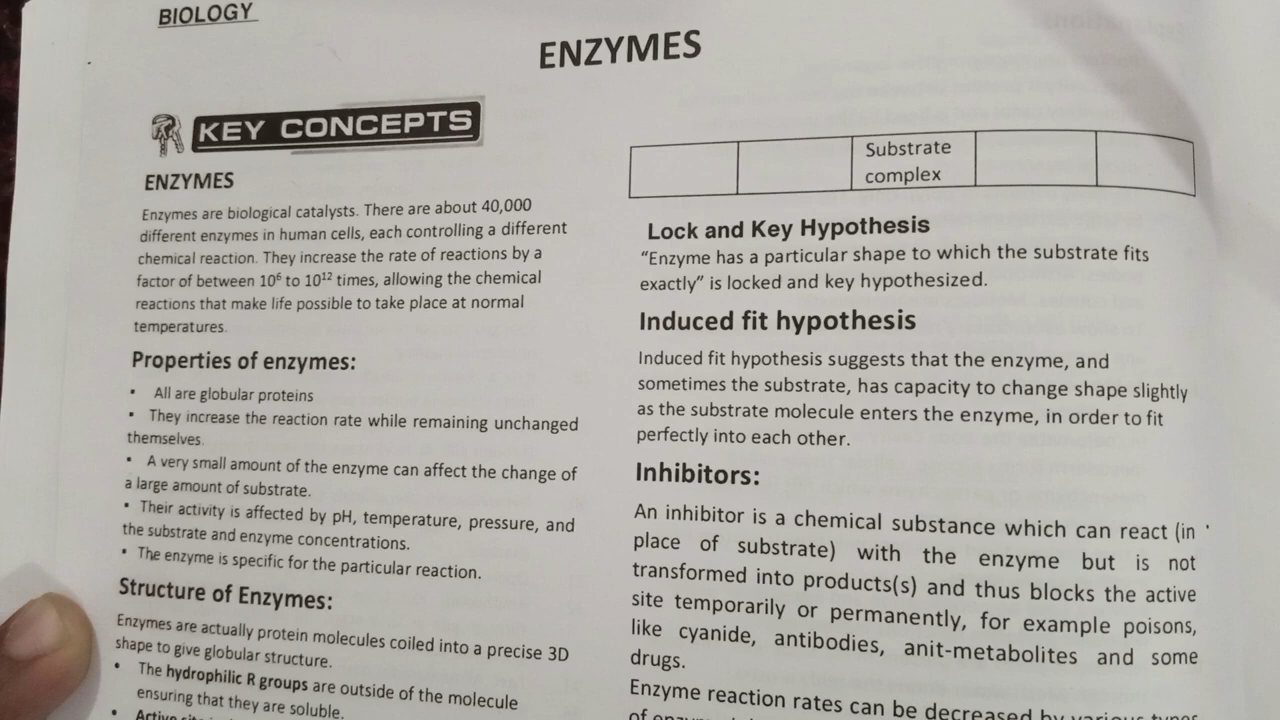 BIOLOGY
ENZYMES
KEY CONCEPTS
ENZYMES
Enzymes are biological catalysts. There are about 40,000
different enzymes in human cells, each controlling a different
chemical reaction. They increase the rate of reactions by a
factor of between 10⁶ to 10¹² times, allowing the chemical
reactions that make life possible to take place at normal
temperatures.
Properties of enzymes:
• All are globular proteins
• They increase the reaction rate while remaining unchanged
themselves.
• A very small amount of the enzyme can affect the change of
a large amount of substrate.
• Their activity is affected by pH, temperature, pressure, and
the substrate and enzyme concentrations.
• The enzyme is specific for the particular reaction.
Structure of Enzymes:
Enzymes are actually protein molecules coiled into a precise 3D
shape to give globular structure.
• The hydrophilic R groups are outside of the molecule
ensuring that they are soluble.
• Active
Substrate
complex
Lock and Key Hypothesis
“Enzyme has a particular shape to which the substrate fits
exactly” is locked and key hypothesized.
Induced fit hypothesis
Induced fit hypothesis suggests that the enzyme, and
sometimes the substrate, has capacity to change shape slightly
as the substrate molecule enters the enzyme, in order to fit
perfectly into each other.
Inhibitors:
An inhibitor is a chemical substance which can react (in
place of substrate) with the enzyme but is not
transformed into products(s) and thus blocks the active
site temporarily or permanently, for example poisons,
like cyanide, antibodies, anit-metabolites and some
drugs.
Enzyme reaction rates can be decreased by various types
of